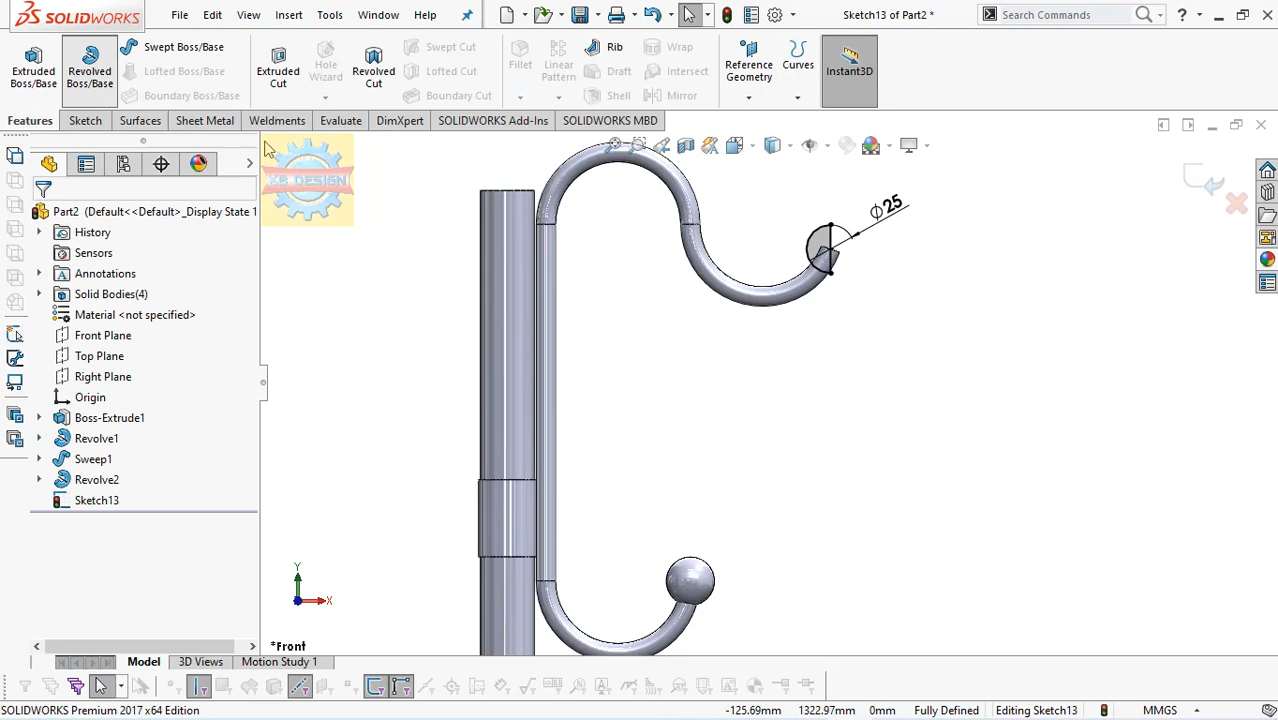 SOLIDWORKS
File Edit View Insert Tools Window Help
Sketch13 of Part2 *
Search Commands
?
Extruded Boss/Base
Revolved Boss/Base
Swept Boss/Base
Lofted Boss/Base
Boundary Boss/Base
Extruded Cut
Hole Wizard
Revolved Cut
Swept Cut
Lofted Cut
Boundary Cut
Fillet
Linear Pattern
Rib
Draft
Shell
Wrap
Intersect
Mirror
Reference Geometry
Curves
Instant3D
Features Sketch Surfaces Sheet Metal Weldments Evaluate DimXpert SOLIDWORKS Add-Ins SOLIDWORKS MBD
KB DESIGN
Part2 (Default<<Default>_Display State 1
History
Sensors
Annotations
Solid Bodies(4)
Material <not specified>
Front Plane
Top Plane
Right Plane
Origin
Boss-Extrude1
Revolve1
Sweep1
Revolve2
Sketch13
⌀25
Y
X
*Front
Model 3D Views Motion Study 1
SOLIDWORKS Premium 2017 x64 Edition
-125.69mm 1322.97mm 0mm Fully Defined Editing Sketch13 MMGS